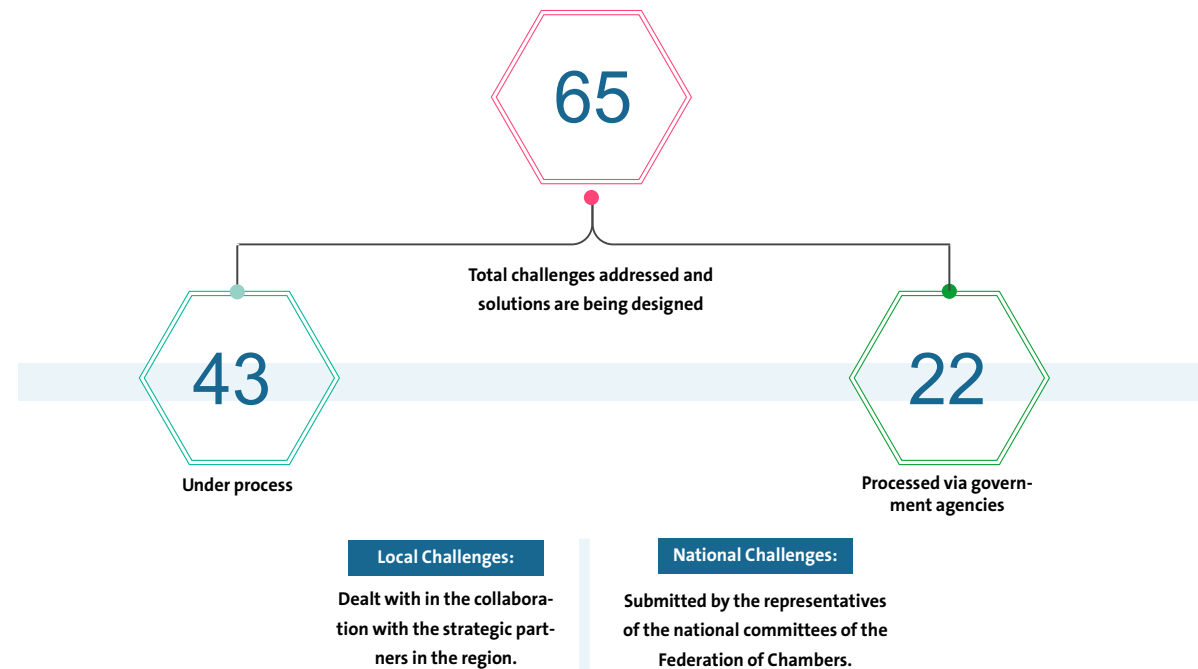 65
Total challenges addressed and
solutions are being designed
43
Under process
22
Processed via govern-
ment agencies
Local Challenges:
Dealt with in the collabora-
tion with the strategic part-
ners in the region.
National Challenges:
Submitted by the representatives
of the national committees of the
Federation of Chambers.